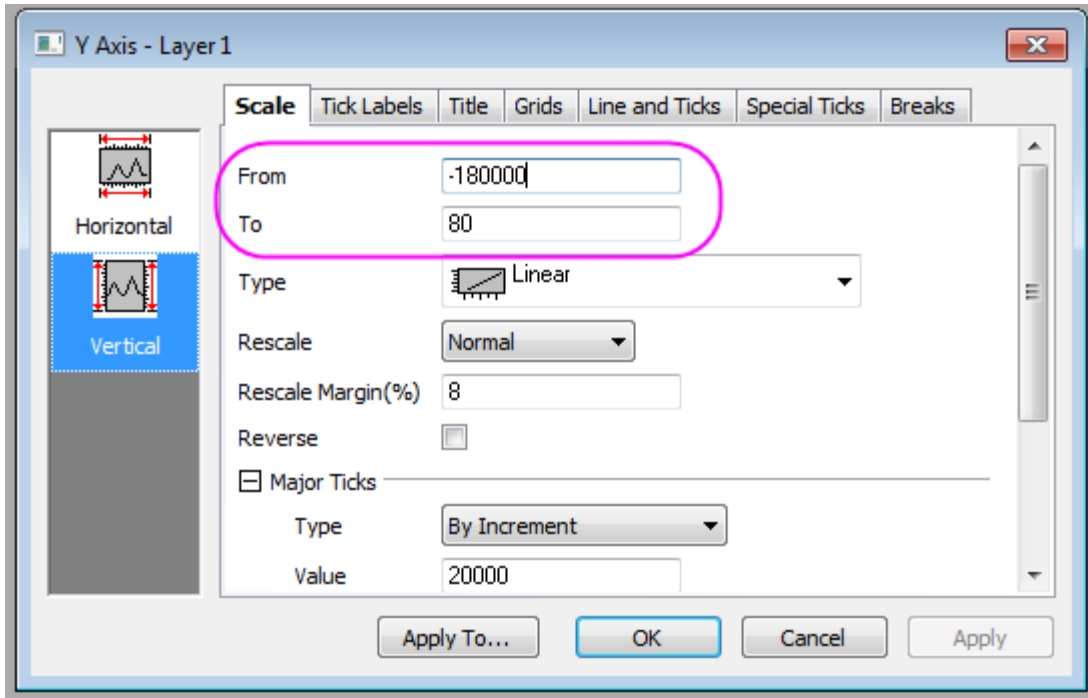 Y Axis - Layer 1
Scale Tick Labels Title Grids Line and Ticks Special Ticks Breaks
Horizontal
Vertical
From -180000
To 80
Type Linear
Rescale Normal
Rescale Margin(%) 8
Reverse
Major Ticks
Type By Increment
Value 20000
Apply To... OK Cancel Apply